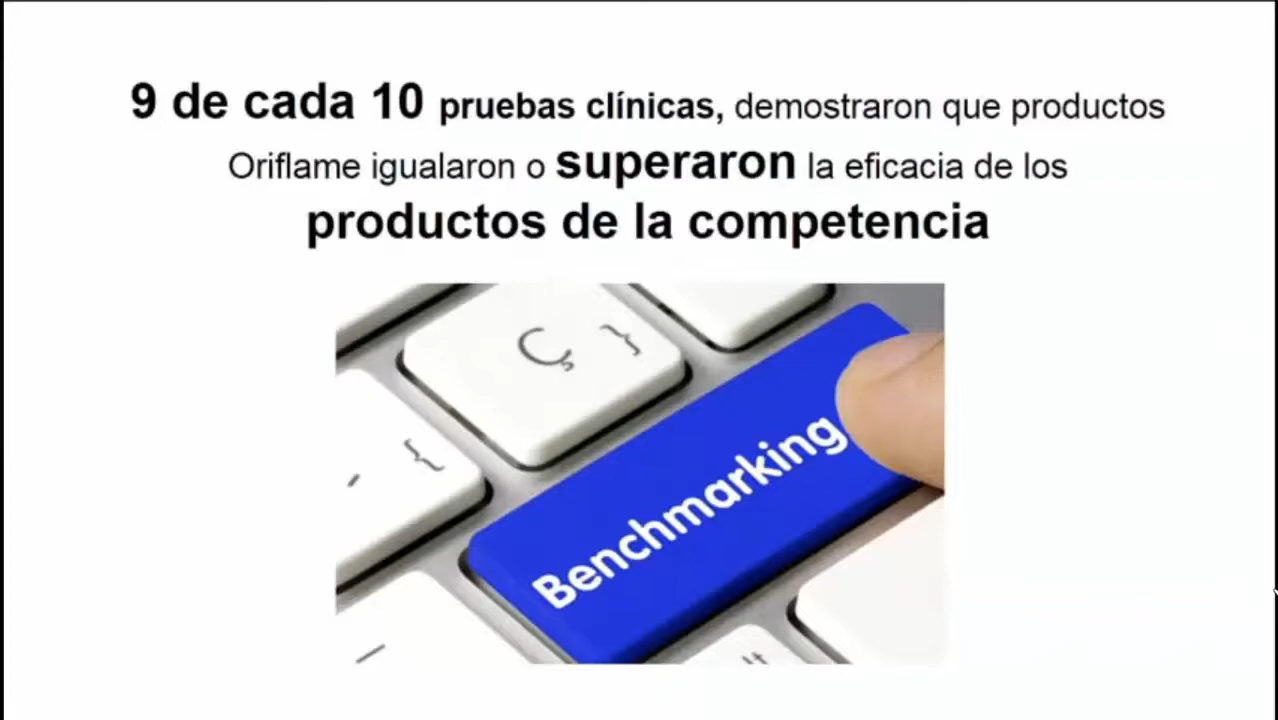 9 de cada 10 pruebas clínicas, demostraron que productos
Oriflame igualaron o superaron la eficacia de los
productos de la competencia
Ç }
- {
Benchmarking